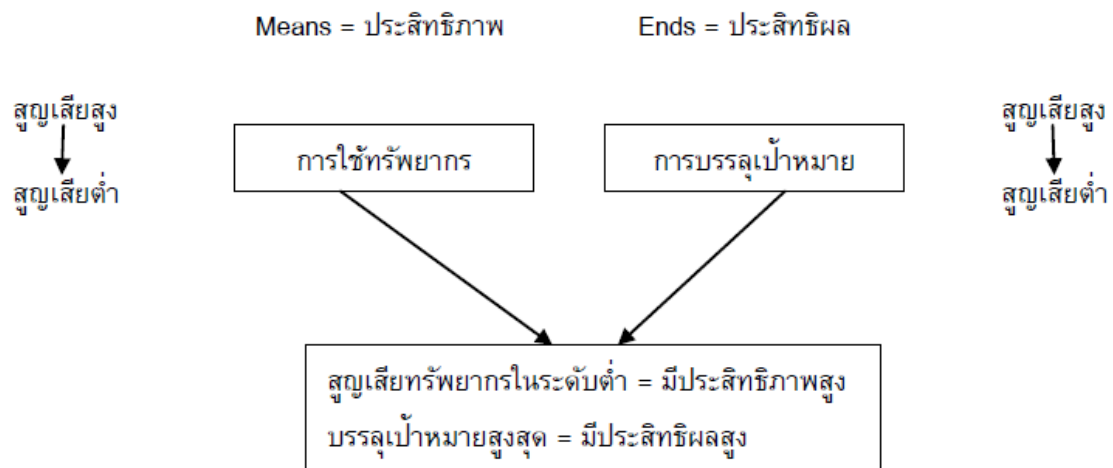 Means = ประสิทธิภาพ
Ends = ประสิทธิผล
สูญเสียสูง
สูญเสียต่ำ
การใช้ทรัพยากร
การบรรลุเป้าหมาย
สูญเสียสูง
สูญเสียต่ำ
สูญเสียทรัพยากรในระดับต่ำ = มีประสิทธิภาพสูง
บรรลุเป้าหมายสูงสุด = มีประสิทธิผลสูง